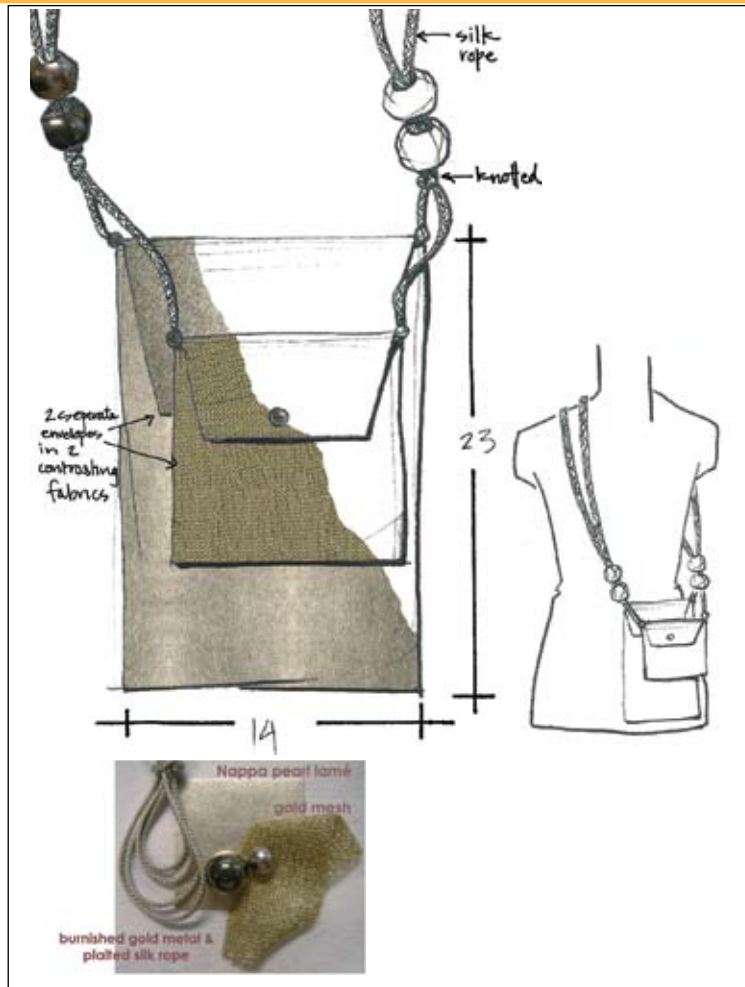 silk
rope
knotted
2 separate
envelopes
in 2
contrasting
fabrics
23
14
Nappa pearl lamé
gold mesh
burnished gold metal &
plaited silk rope